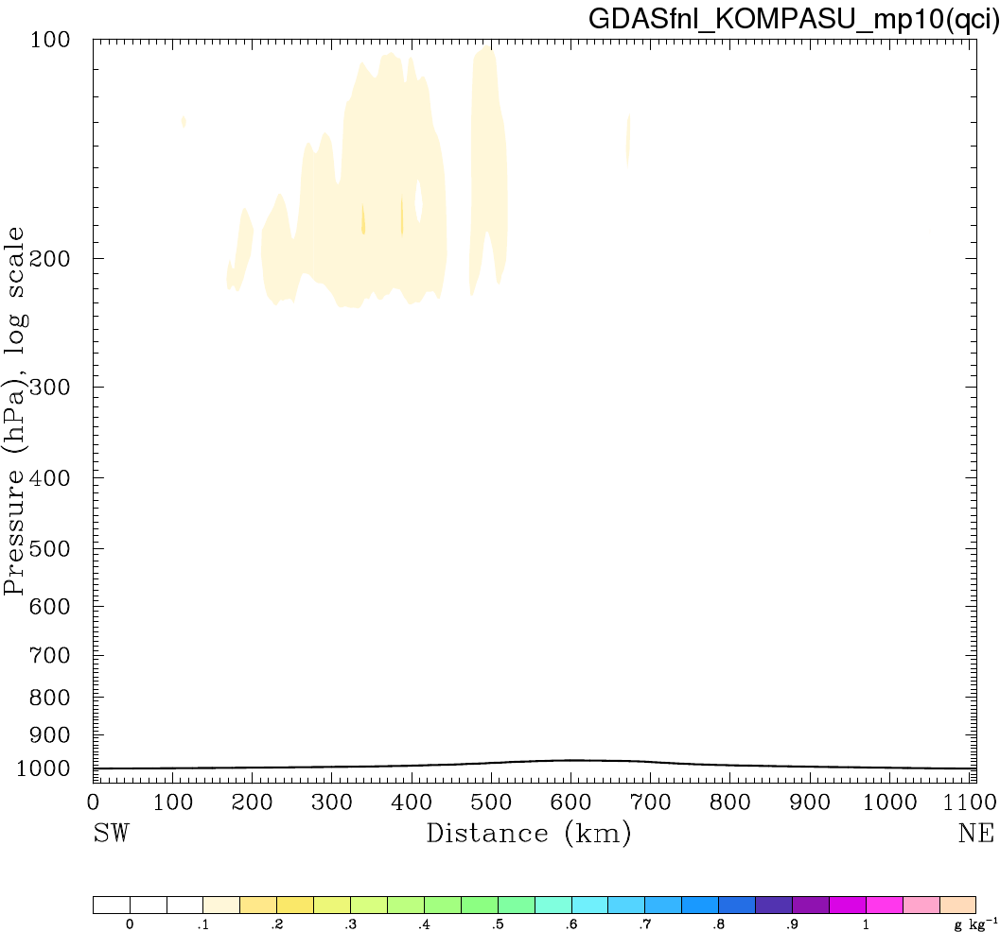 GDASfnl_KOMPASU_mp10(qci)
Pressure (hPa), log scale
100
200
300
400
500
600
700
800
900
1000
0 100 200 300 400 500 600 700 800 900 1000 1100
SW Distance (km) NE
0 .1 .2 .3 .4 .5 .6 .7 .8 .9 1 g kg⁻¹